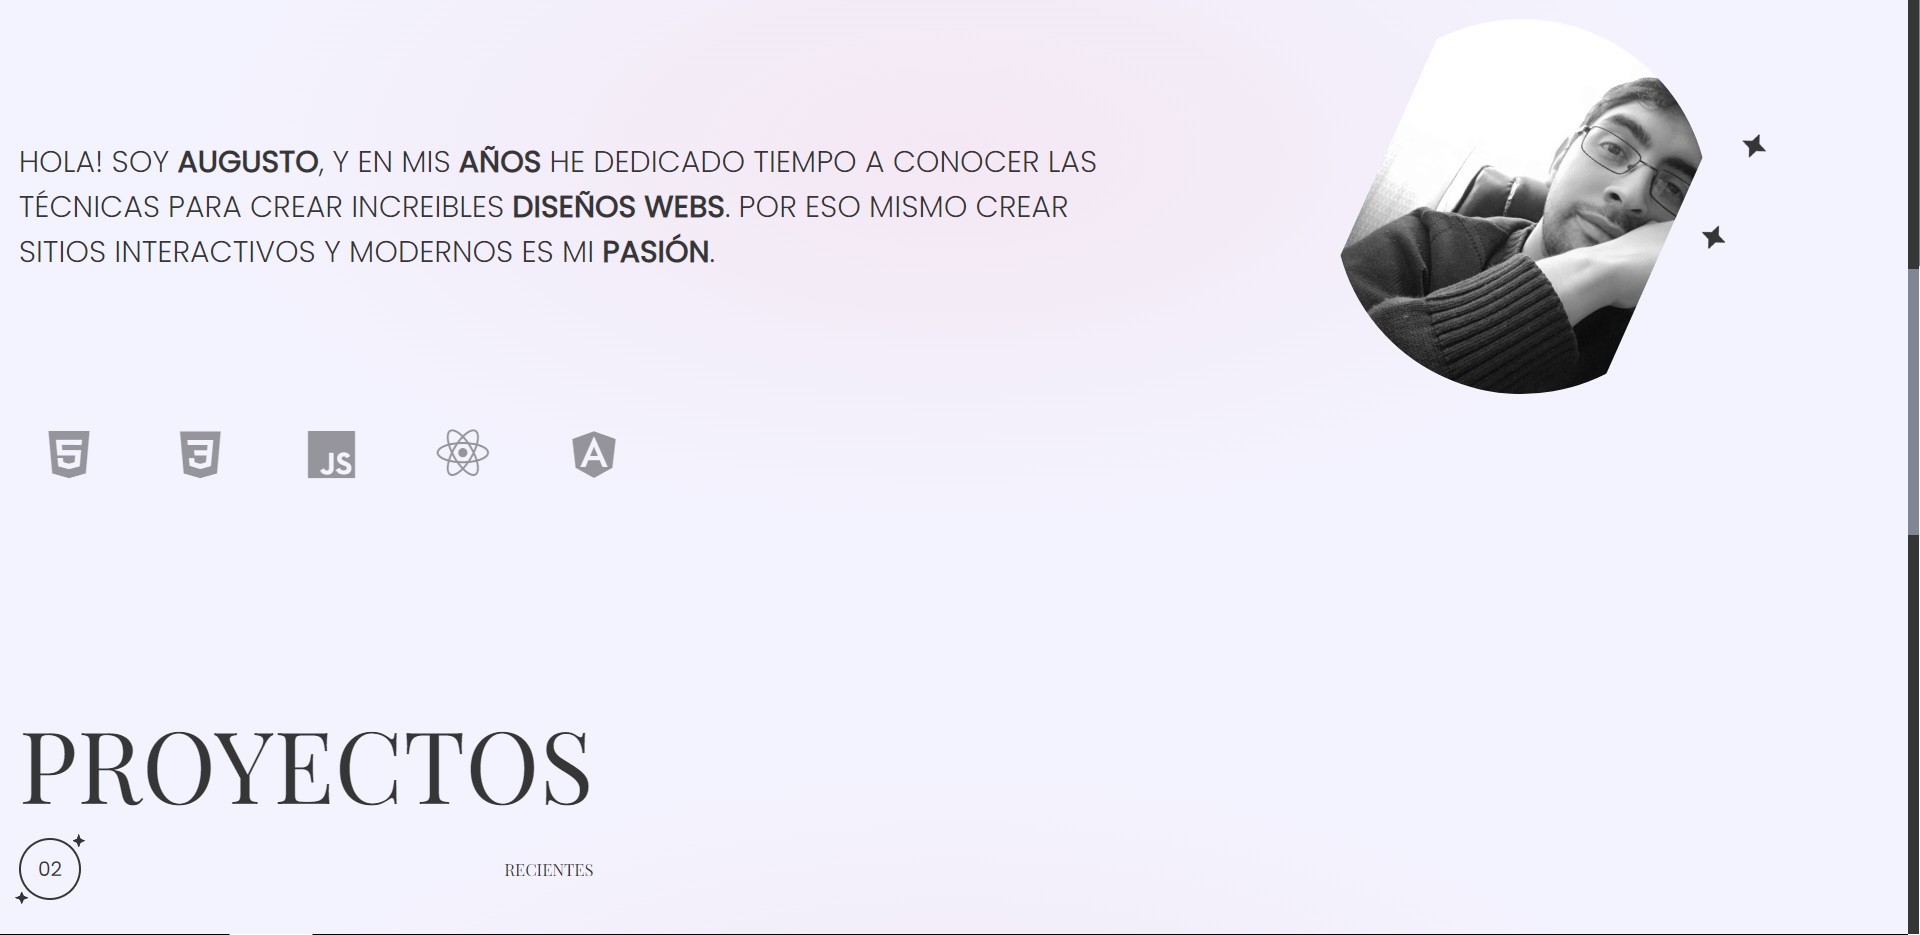 HOLA! SOY AUGUSTO, Y EN MIS AÑOS HE DEDICADO TIEMPO A CONOCER LAS
TÉCNICAS PARA CREAR INCREIBLES DISEÑOS WEBS. POR ESO MISMO CREAR
SITIOS INTERACTIVOS Y MODERNOS ES MI PASIÓN.
5 3 JS A
PROYECTOS
02 RECIENTES